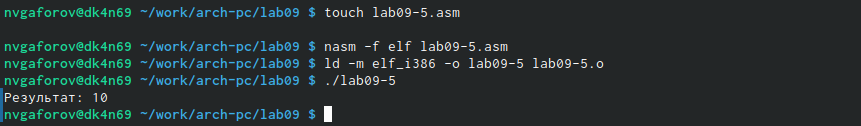 nvgaforov@dk4n69 ~/work/arch-pc/lab09 $ touch lab09-5.asm
nvgaforov@dk4n69 ~/work/arch-pc/lab09 $ nasm -f elf lab09-5.asm
nvgaforov@dk4n69 ~/work/arch-pc/lab09 $ ld -m elf_i386 -o lab09-5 lab09-5.o
nvgaforov@dk4n69 ~/work/arch-pc/lab09 $ ./lab09-5
Результат: 10
nvgaforov@dk4n69 ~/work/arch-pc/lab09 $